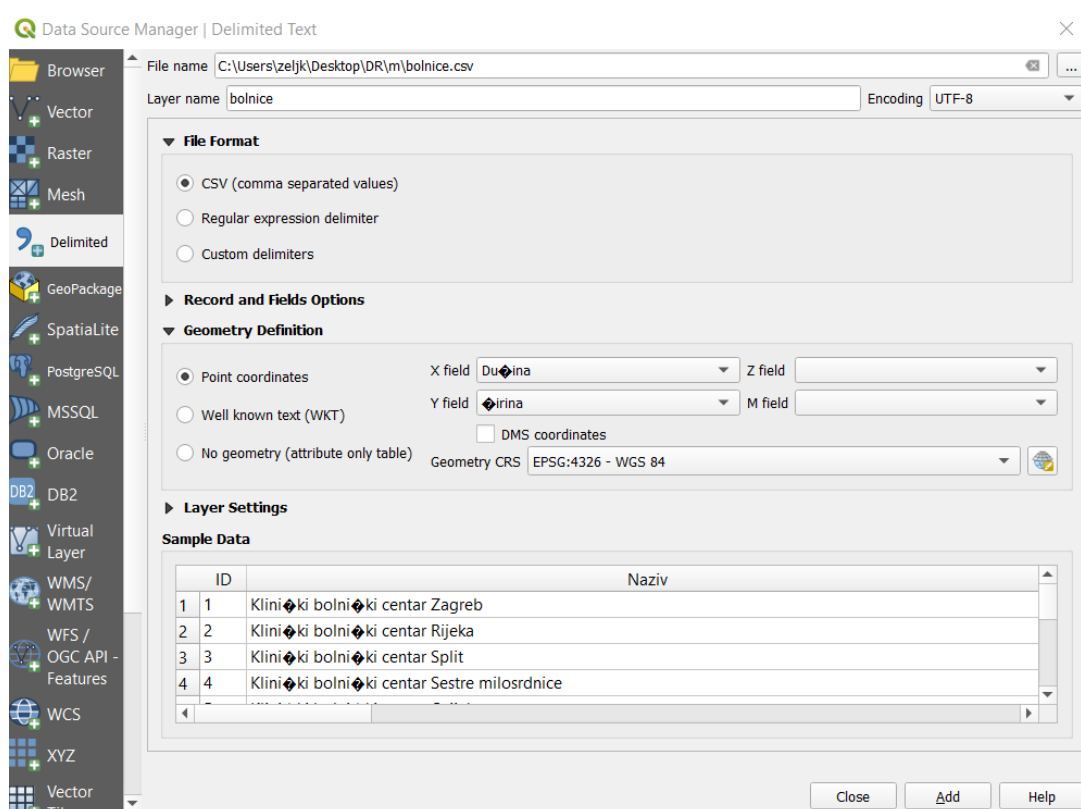 Data Source Manager | Delimited Text
Browser
Vector
Raster
Mesh
Delimited
GeoPackage
SpatiaLite
PostgreSQL
MSSQL
Oracle
DB2
DB2
Virtual
Layer
WMS/
WMTS
WFS /
OGC API -
Features
WCS
XYZ
Vector
File name C:\Users\zeljk\Desktop\DR\m\bolnice.csv ...
Layer name bolnice Encoding UTF-8
File Format
CSV (comma separated values)
Regular expression delimiter
Custom delimiters
Record and Fields Options
Geometry Definition
Point coordinates
Well known text (WKT)
No geometry (attribute only table)
X field Du�ina Z field
Y field �irina M field
DMS coordinates
Geometry CRS EPSG:4326 - WGS 84
Layer Settings
Sample Data
ID Naziv
1 1 Klini�ki bolni�ki centar Zagreb
2 2 Klini�ki bolni�ki centar Rijeka
3 3 Klini�ki bolni�ki centar Split
4 4 Klini�ki bolni�ki centar Sestre milosrdnice
Close Add Help